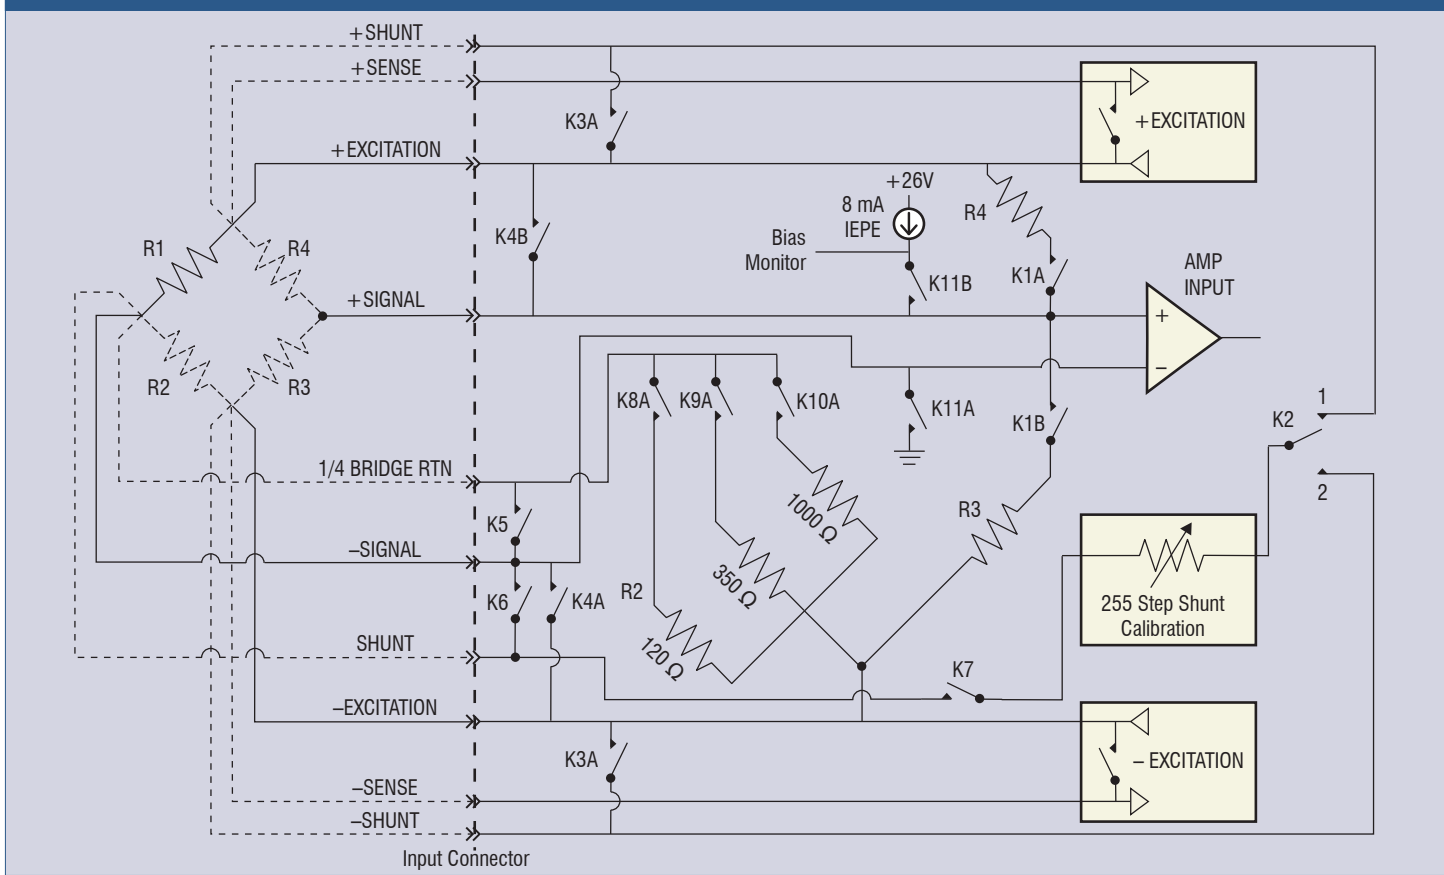 +SHUNT
+SENSE
K3A
+EXCITATION
+EXCITATION
+26V
8 mA
IEPE
R4
Bias
Monitor
K4B
R1
R4
K11B
K1A
AMP
INPUT
+SIGNAL
+
–
R2
R3
K8A
K9A
K10A
K11A
K1B
1
K2
2
1/4 BRIDGE RTN
K5
–SIGNAL
1000 Ω
R3
350 Ω
R2
120 Ω
K6
K4A
255 Step Shunt
Calibration
SHUNT
K7
–EXCITATION
K3A
– EXCITATION
–SENSE
–SHUNT
Input Connector